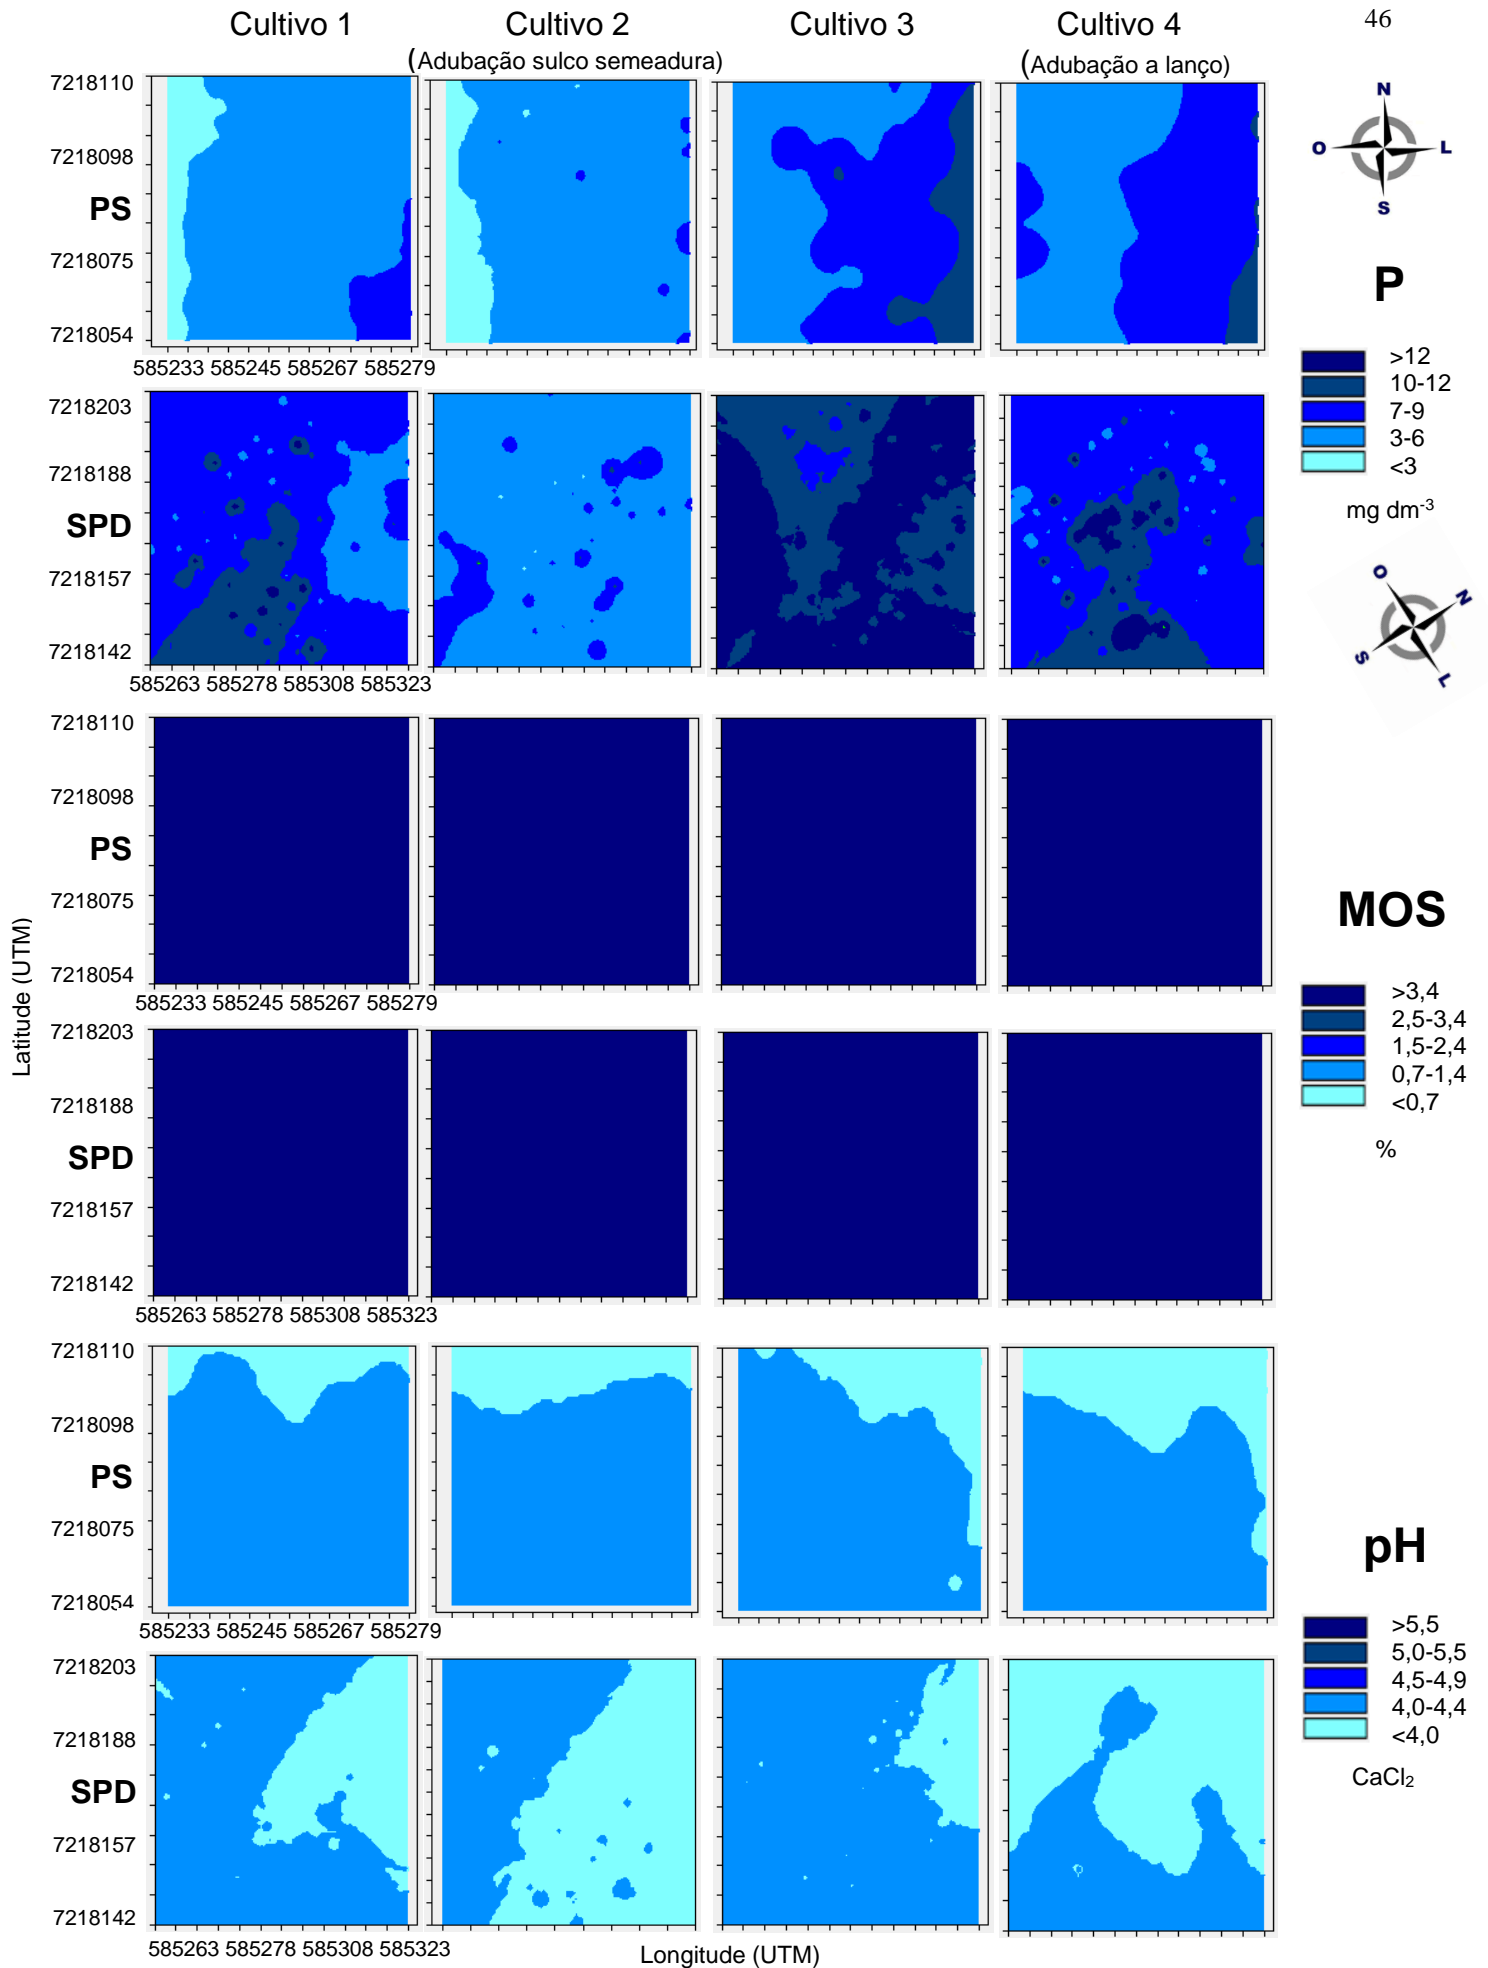 Cultivo 1 Cultivo 2 Cultivo 3 Cultivo 4 46
(Adubação sulco semeadura) (Adubação a lanço)
7218110
7218098
PS
7218075
7218054
585233 585245 585267 585279
N
O L
S
P
>12
10-12
7-9
3-6
<3
mg dm-3
7218203
7218188
SPD
7218157
7218142
585263 585278 585308 585323
O N
S L
7218110
7218098
PS
7218075
7218054
585233 585245 585267 585279
Latitude (UTM)
MOS
>3,4
2,5-3,4
1,5-2,4
0,7-1,4
<0,7
%
7218203
7218188
SPD
7218157
7218142
585263 585278 585308 585323
7218110
7218098
PS
7218075
7218054
585233 585245 585267 585279
pH
>5,5
5,0-5,5
4,5-4,9
4,0-4,4
<4,0
CaCl2
7218203
7218188
SPD
7218157
7218142
585263 585278 585308 585323
Longitude (UTM)